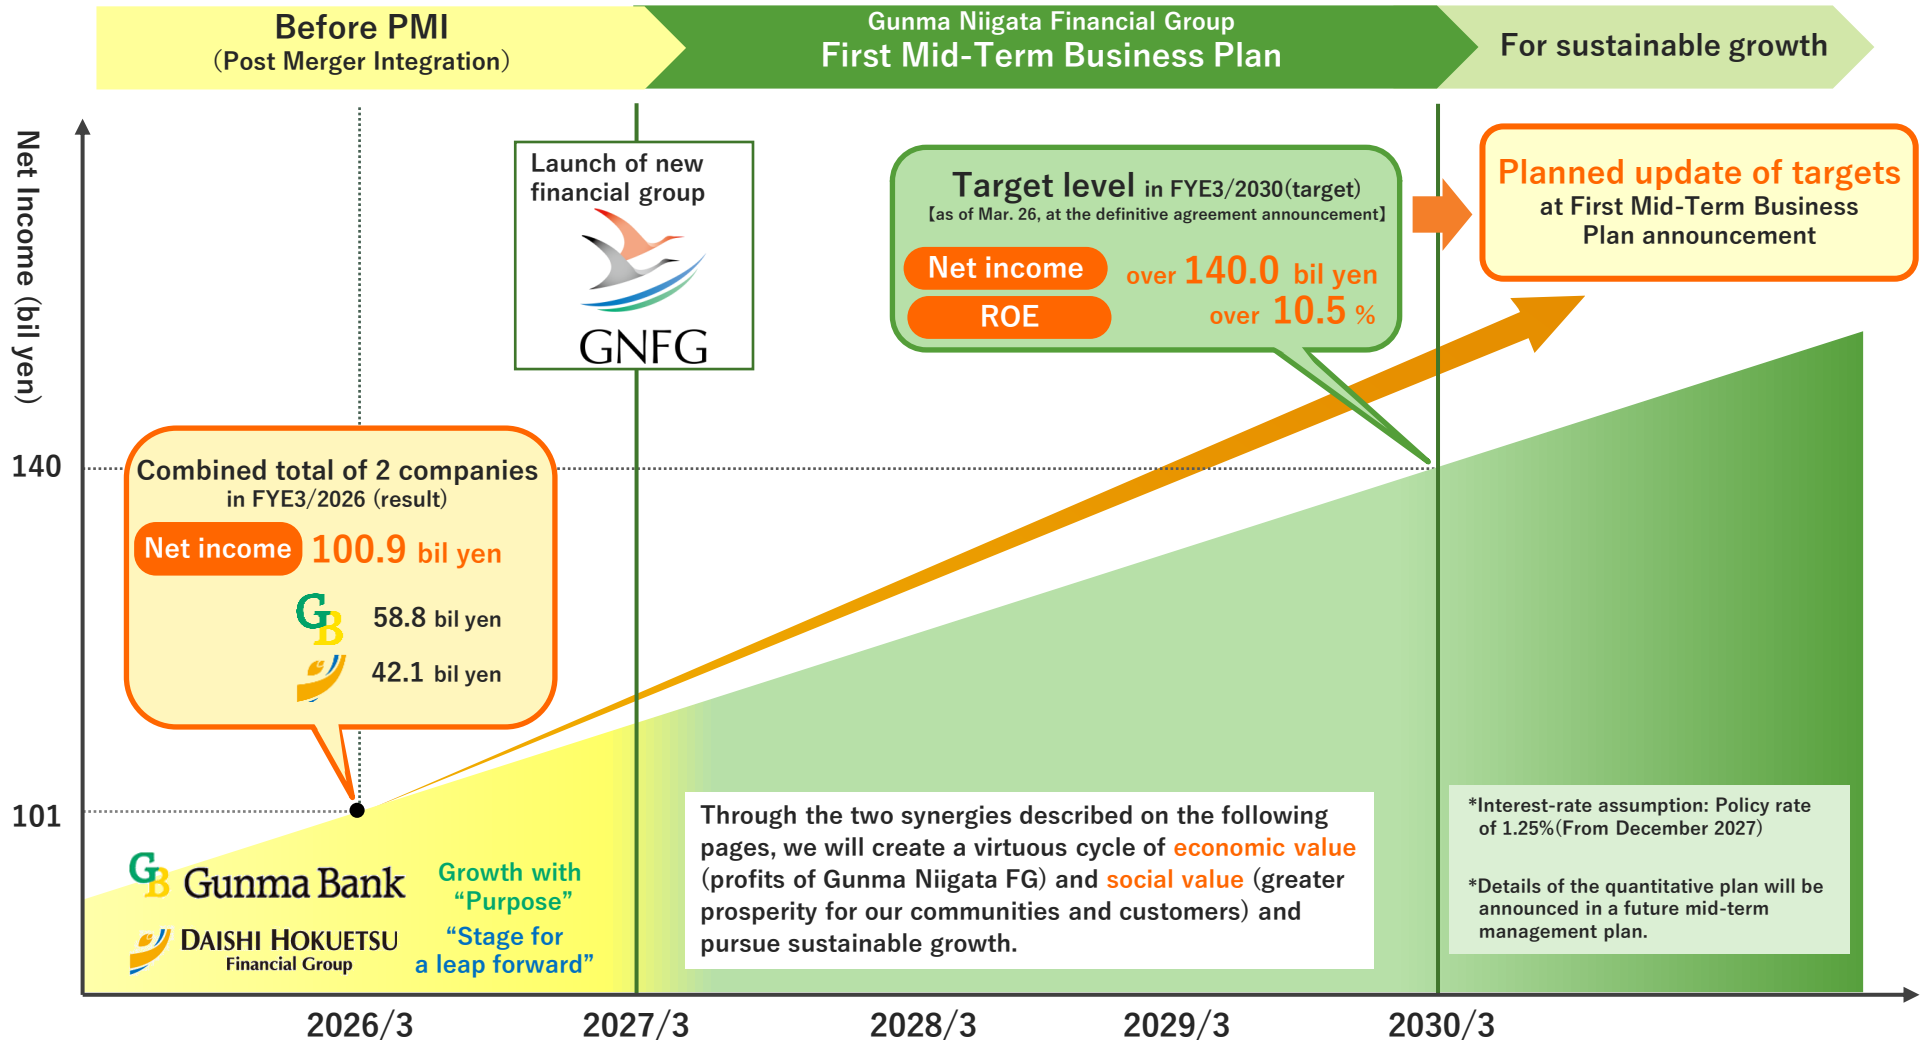 Before PMI
(Post Merger Integration)
Gunma Niigata Financial Group
First Mid-Term Business Plan
For sustainable growth
Net Income (bil yen)
Launch of new
financial group
GNFG
Target level in FYE3/2030(target)
【as of Mar. 26, at the definitive agreement announcement】
Net income over 140.0 bil yen
ROE over 10.5 %
Planned update of targets
at First Mid-Term Business
Plan announcement
140
Combined total of 2 companies
in FYE3/2026 (result)
Net income 100.9 bil yen
GB 58.8 bil yen
42.1 bil yen
101
GB Gunma Bank
DAISHI HOKUETSU
Financial Group
Growth with
“Purpose”
“Stage for
a leap forward”
Through the two synergies described on the following
pages, we will create a virtuous cycle of economic value
(profits of Gunma Niigata FG) and social value (greater
prosperity for our communities and customers) and
pursue sustainable growth.
*Interest-rate assumption: Policy rate
of 1.25%(From December 2027)
*Details of the quantitative plan will be
announced in a future mid-term
management plan.
2026/3
2027/3
2028/3
2029/3
2030/3